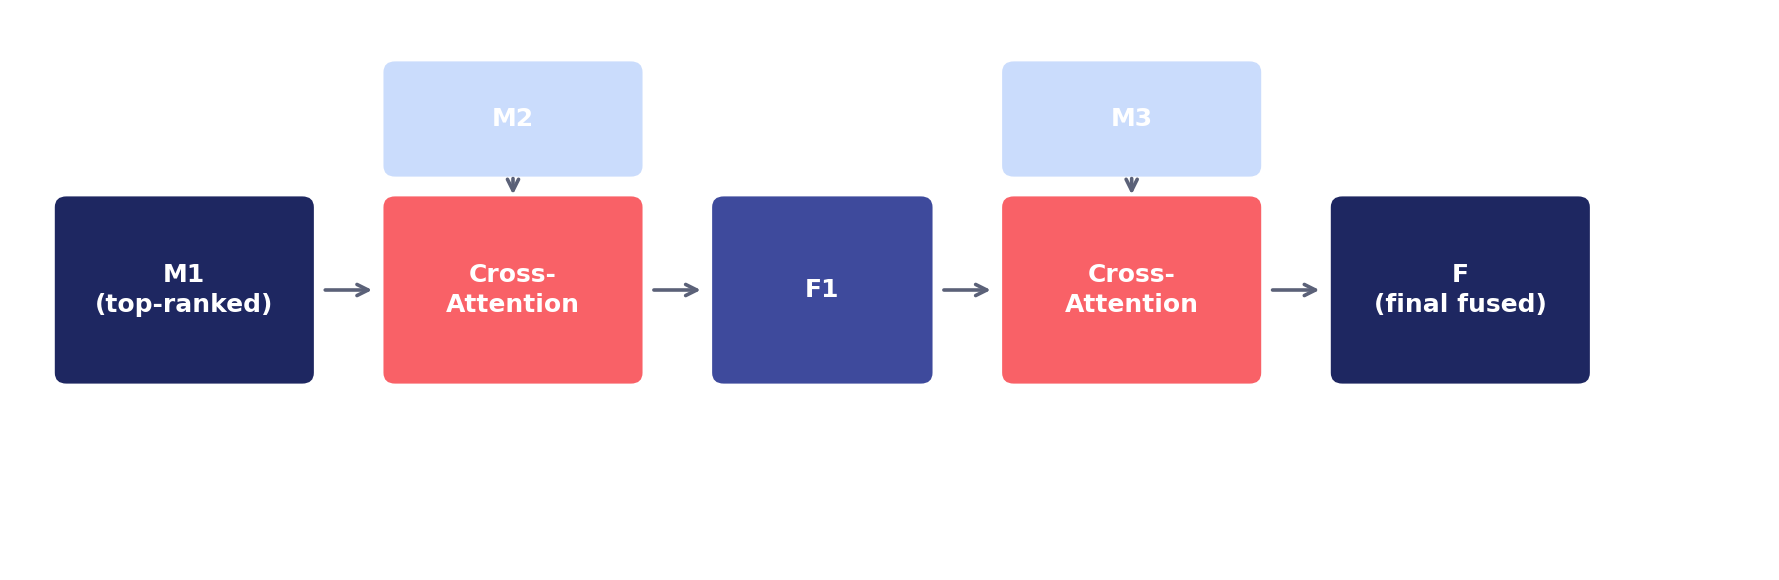 M2
M3
M1
(top-ranked)
Cross-
Attention
F1
Cross-
Attention
F
(final fused)